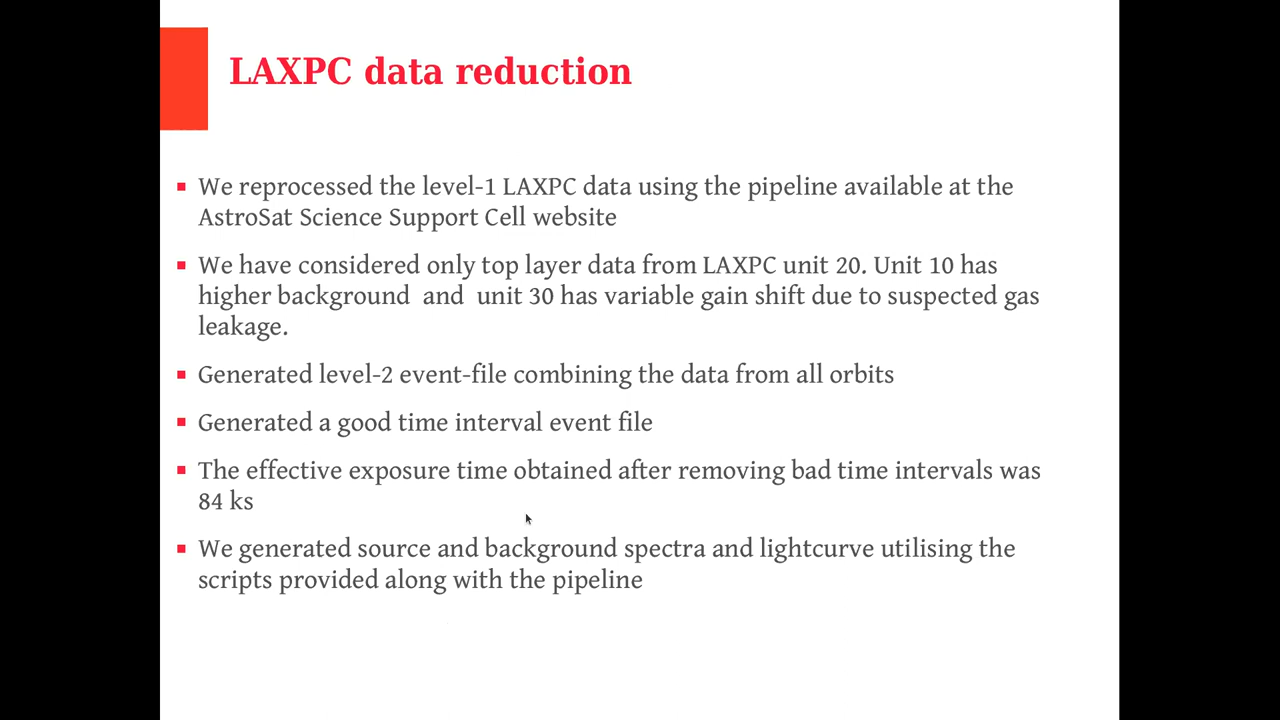 LAXPC data reduction
We reprocessed the level-1 LAXPC data using the pipeline available at the
AstroSat Science Support Cell website
We have considered only top layer data from LAXPC unit 20. Unit 10 has
higher background and unit 30 has variable gain shift due to suspected gas
leakage.
Generated level-2 event-file combining the data from all orbits
Generated a good time interval event file
The effective exposure time obtained after removing bad time intervals was
84 ks
We generated source and background spectra and lightcurve utilising the
scripts provided along with the pipeline